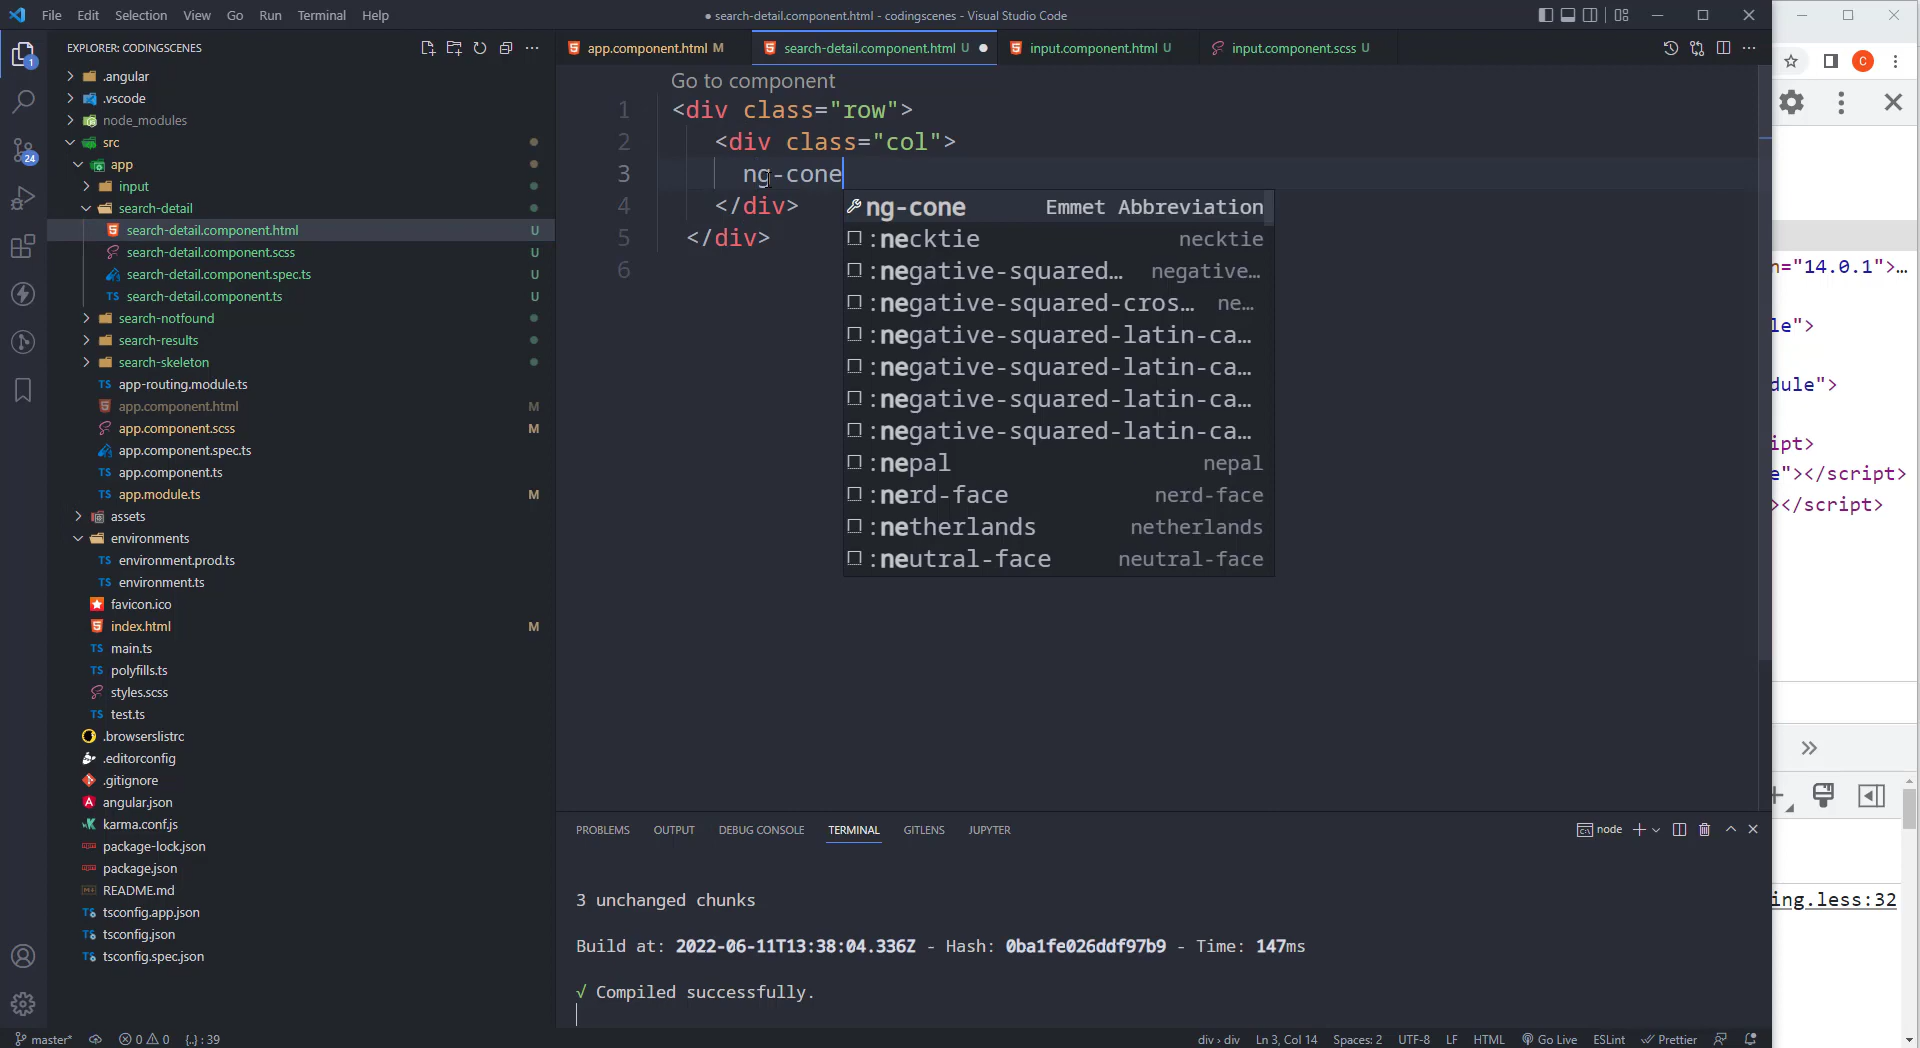 File Edit Selection View Go Run Terminal Help
● search-detail.component.html - codingscenes - Visual Studio Code
EXPLORER: CODINGSCENES
.angular
.vscode
node_modules
src
app
input
search-detail
search-detail.component.html U
search-detail.component.scss U
search-detail.component.spec.ts U
search-detail.component.ts U
search-notfound
search-results
search-skeleton
TS app-routing.module.ts
app.component.html M
app.component.scss M
app.component.spec.ts
TS app.component.ts
TS app.module.ts M
assets
environments
TS environment.prod.ts
TS environment.ts
favicon.ico
index.html M
TS main.ts
TS polyfills.ts
styles.scss
TS test.ts
.browserslistrc
.editorconfig
.gitignore
angular.json
karma.conf.js
package-lock.json
package.json
README.md
tsconfig.app.json
tsconfig.json
tsconfig.spec.json
1
24
app.component.html M
search-detail.component.html U ●
input.component.html U
input.component.scss U
Go to component
1 <div class="row">
2 <div class="col">
3 ng-cone
4 </div>
5 </div>
6
ng-cone Emmet Abbreviation
:necktie necktie
:negative-squared… negative…
:negative-squared-cros… ne…
:negative-squared-latin-ca…
:negative-squared-latin-ca…
:negative-squared-latin-ca…
:negative-squared-latin-ca…
:nepal nepal
:nerd-face nerd-face
:netherlands netherlands
:neutral-face neutral-face
PROBLEMS OUTPUT DEBUG CONSOLE TERMINAL GITLENS JUPYTER
node
3 unchanged chunks
Build at: 2022-06-11T13:38:04.336Z - Hash: 0ba1fe026ddf97b9 - Time: 147ms
√ Compiled successfully.
master* 0 0 {..} : 39
div › div Ln 3, Col 14 Spaces: 2 UTF-8 LF HTML Go Live ESLint Prettier
C
n="14.0.1">…
le">
dule">
ipt>
e"></script>
></script>
ing.less:32